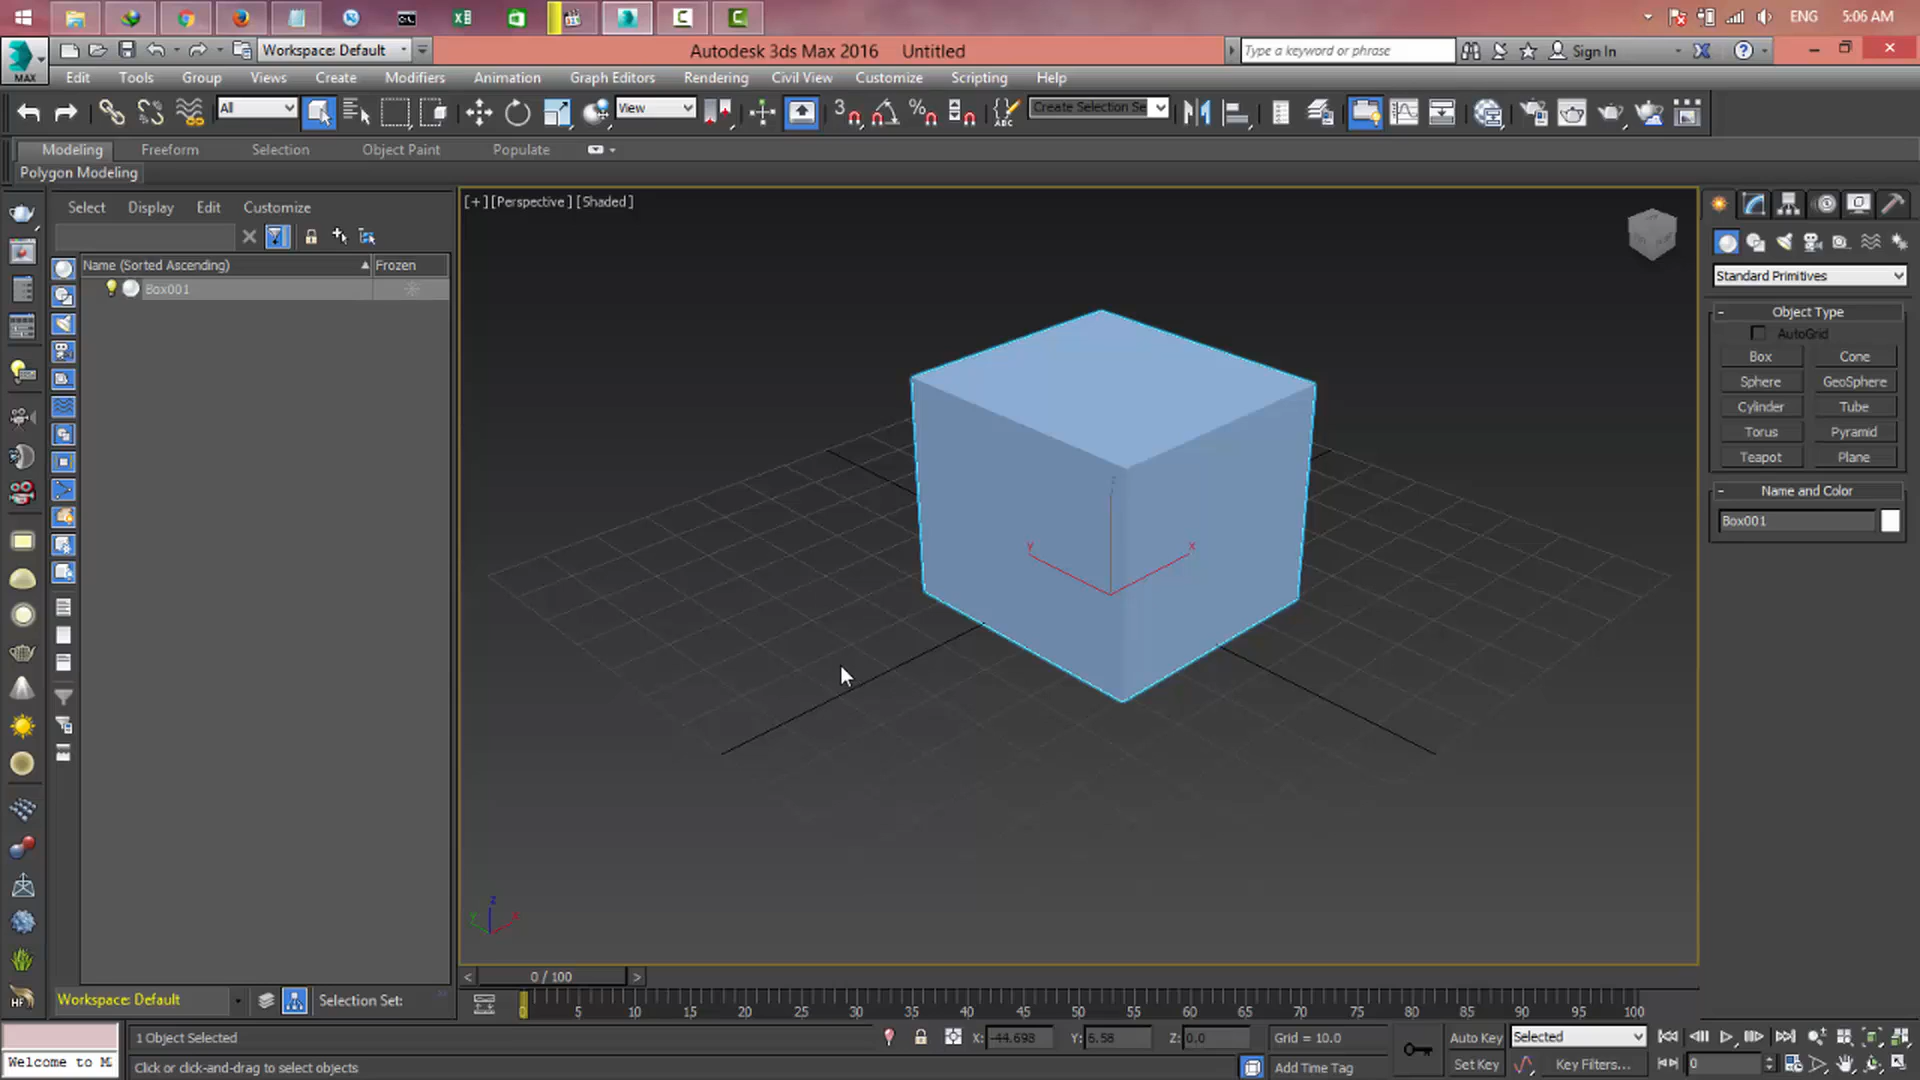 ENG 5:06 AM
MAX
Workspace: Default
Autodesk 3ds Max 2016 Untitled
Type a keyword or phrase
Sign In
Edit Tools Group Views Create Modifiers Animation Graph Editors Rendering Civil View Customize Scripting Help
All
View
3
%
ABC
Create Selection Se
Modeling Freeform Selection Object Paint Populate
Polygon Modeling
Select Display Edit Customize
Name (Sorted Ascending) Frozen
Box001
[+] [Perspective] [Shaded]
Standard Primitives
Object Type
AutoGrid
Box Cone
Sphere GeoSphere
Cylinder Tube
Torus Pyramid
Teapot Plane
Name and Color
Box001
y x
z
y x
HF
< 0 / 100 >
Workspace: Default
Selection Set:
0 5 10 15 20 25 30 35 40 45 50 55 60 65 70 75 80 85 90 95 100
1 Object Selected
X: -44.693 Y: 6.58 Z: 0.0
Grid = 10.0
Auto Key Selected
Welcome to M
Click or click-and-drag to select objects
Add Time Tag
Set Key Key Filters...
0